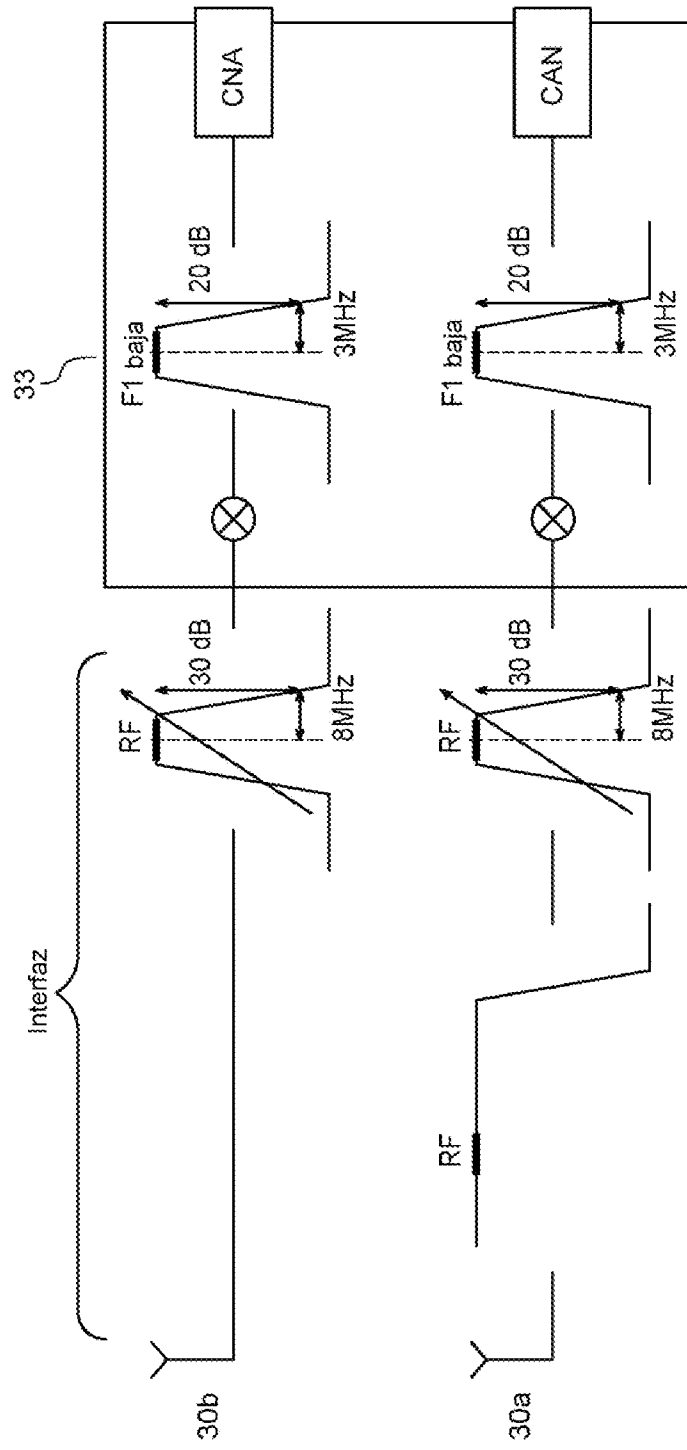 33
Interfaz
RF
30 dB
8MHz
F1 baja
20 dB
3MHz
CNA
30b
RF
RF
30 dB
8MHz
F1 baja
20 dB
3MHz
CAN
30a